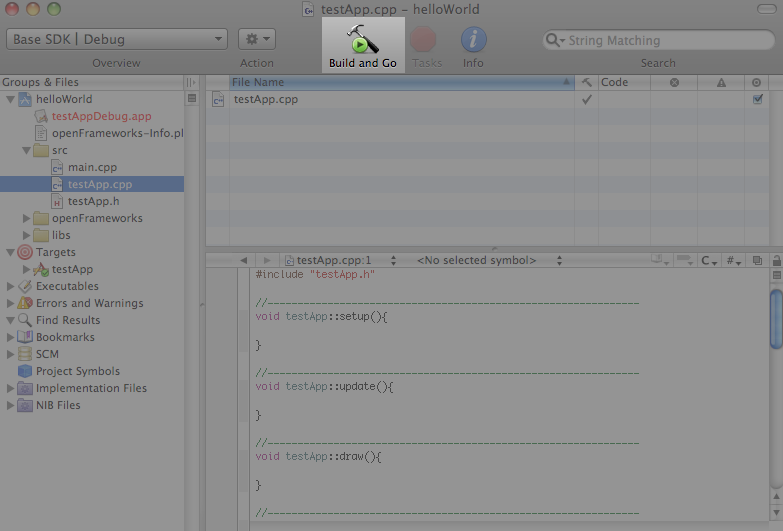 testApp.cpp - helloWorld
Base SDK | Debug
String Matching
Overview
Action
Build and Go
Tasks
Info
Search
Groups & Files
helloWorld
testAppDebug.app
openFrameworks-Info.pl
src
main.cpp
testApp.cpp
testApp.h
openFrameworks
libs
Targets
testApp
Executables
Errors and Warnings
Find Results
Bookmarks
SCM
Project Symbols
Implementation Files
NIB Files
File Name
Code
testApp.cpp
testApp.cpp:1
<No selected symbol>
C
#
#include "testApp.h"
//--------------------------------------------------------------
void testApp::setup(){
}
//--------------------------------------------------------------
void testApp::update(){
}
//--------------------------------------------------------------
void testApp::draw(){
}
//--------------------------------------------------------------